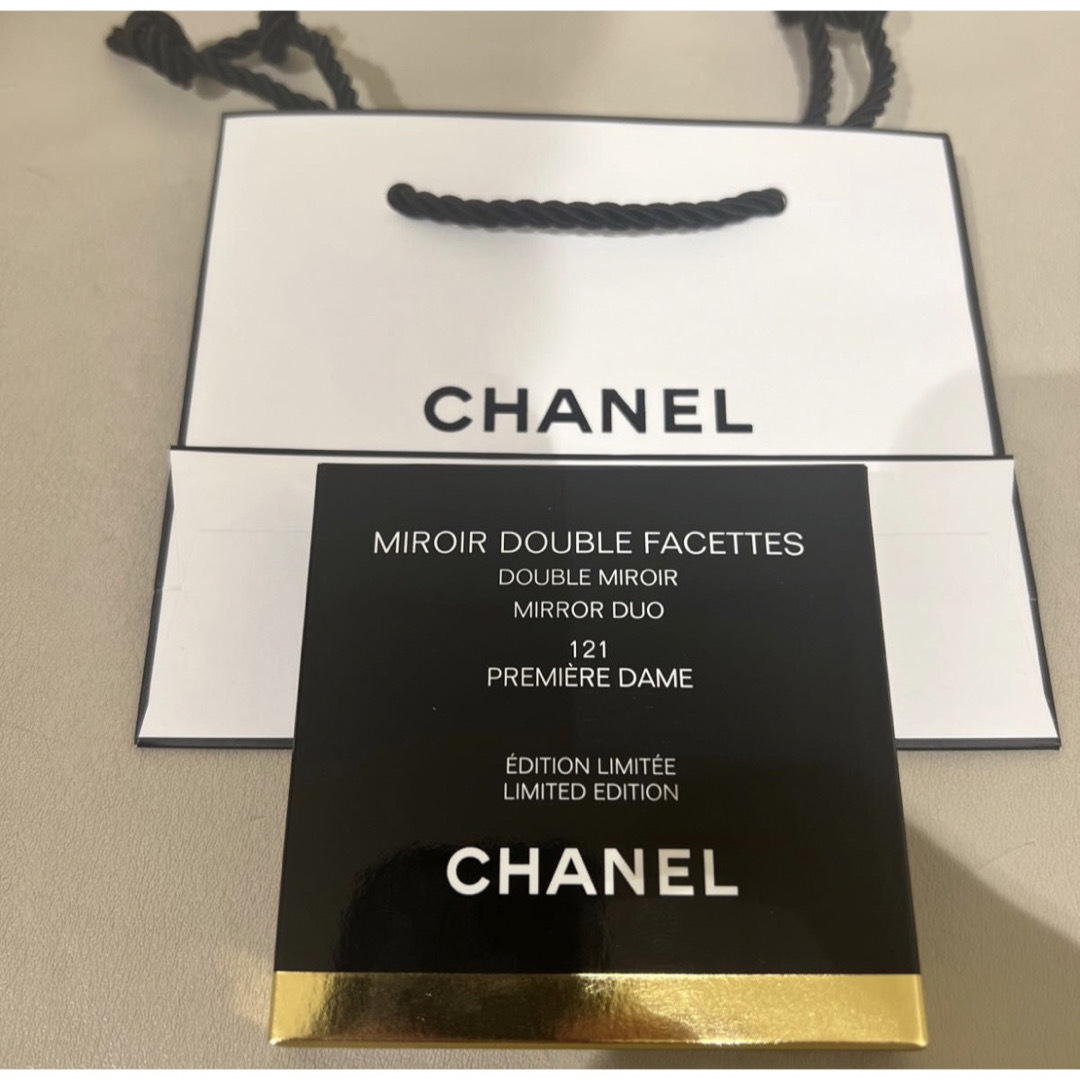 CHANEL
MIROIR DOUBLE FACETTES
DOUBLE MIROIR
MIRROR DUO
121
PREMIÈRE DAME
ÉDITION LIMITÉE
LIMITED EDITION
CHANEL